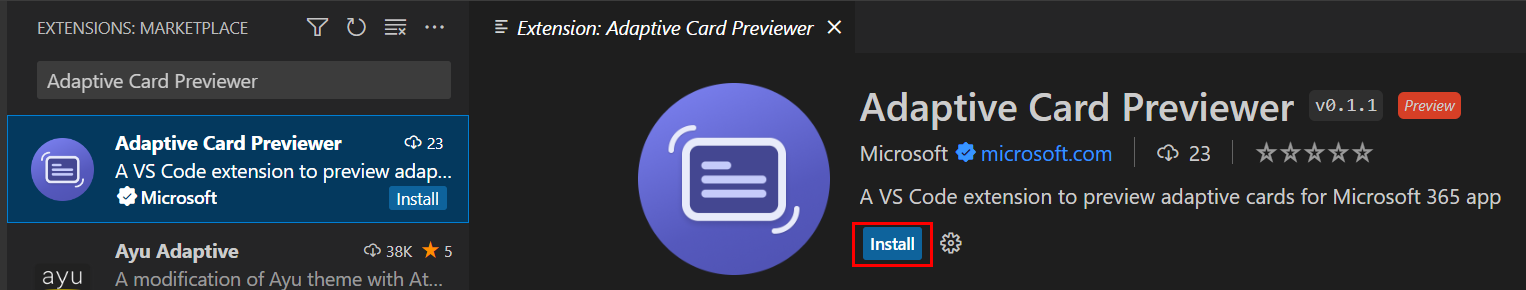 EXTENSIONS: MARKETPLACE
Adaptive Card Previewer
Adaptive Card Previewer 23
A VS Code extension to preview adap...
Microsoft Install
Ayu Adaptive 38K 5
ayu
A modification of Ayu theme with At...
Extension: Adaptive Card Previewer
Adaptive Card Previewer v0.1.1 Preview
Microsoft microsoft.com 23
A VS Code extension to preview adaptive cards for Microsoft 365 app
Install